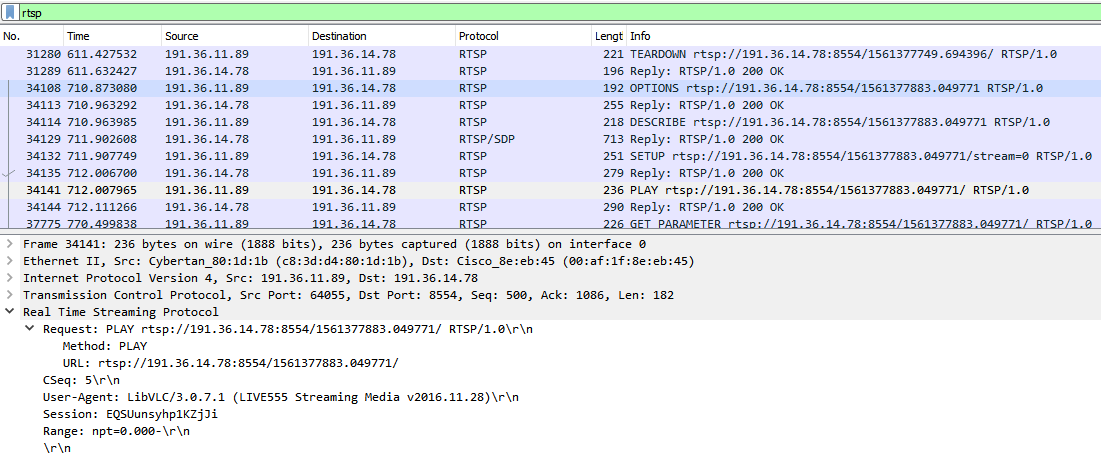 rtsp
No. Time Source Destination Protocol Lengt Info
31280 611.427532 191.36.11.89 191.36.14.78 RTSP 221 TEARDOWN rtsp://191.36.14.78:8554/1561377749.694396/ RTSP/1.0
31289 611.632427 191.36.14.78 191.36.11.89 RTSP 196 Reply: RTSP/1.0 200 OK
34108 710.873080 191.36.11.89 191.36.14.78 RTSP 192 OPTIONS rtsp://191.36.14.78:8554/1561377883.049771 RTSP/1.0
34113 710.963292 191.36.14.78 191.36.11.89 RTSP 255 Reply: RTSP/1.0 200 OK
34114 710.963985 191.36.11.89 191.36.14.78 RTSP 218 DESCRIBE rtsp://191.36.14.78:8554/1561377883.049771 RTSP/1.0
34129 711.902608 191.36.14.78 191.36.11.89 RTSP/SDP 713 Reply: RTSP/1.0 200 OK
34132 711.907749 191.36.11.89 191.36.14.78 RTSP 251 SETUP rtsp://191.36.14.78:8554/1561377883.049771/stream=0 RTSP/1.0
34135 712.006700 191.36.14.78 191.36.11.89 RTSP 279 Reply: RTSP/1.0 200 OK
34141 712.007965 191.36.11.89 191.36.14.78 RTSP 236 PLAY rtsp://191.36.14.78:8554/1561377883.049771/ RTSP/1.0
34144 712.111266 191.36.14.78 191.36.11.89 RTSP 290 Reply: RTSP/1.0 200 OK
37775 770.499838 191.36.11.89 191.36.14.78 RTSP 226 GET_PARAMETER rtsp://191.36.14.78:8554/1561377883.049771/ RTSP/1.0
Frame 34141: 236 bytes on wire (1888 bits), 236 bytes captured (1888 bits) on interface 0
Ethernet II, Src: Cybertan_80:1d:1b (c8:3d:d4:80:1d:1b), Dst: Cisco_8e:eb:45 (00:af:1f:8e:eb:45)
Internet Protocol Version 4, Src: 191.36.11.89, Dst: 191.36.14.78
Transmission Control Protocol, Src Port: 64055, Dst Port: 8554, Seq: 500, Ack: 1086, Len: 182
Real Time Streaming Protocol
Request: PLAY rtsp://191.36.14.78:8554/1561377883.049771/ RTSP/1.0\r\n
Method: PLAY
URL: rtsp://191.36.14.78:8554/1561377883.049771/
CSeq: 5\r\n
User-Agent: LibVLC/3.0.7.1 (LIVE555 Streaming Media v2016.11.28)\r\n
Session: EQSUunsyhp1KZjJi
Range: npt=0.000-\r\n
\r\n